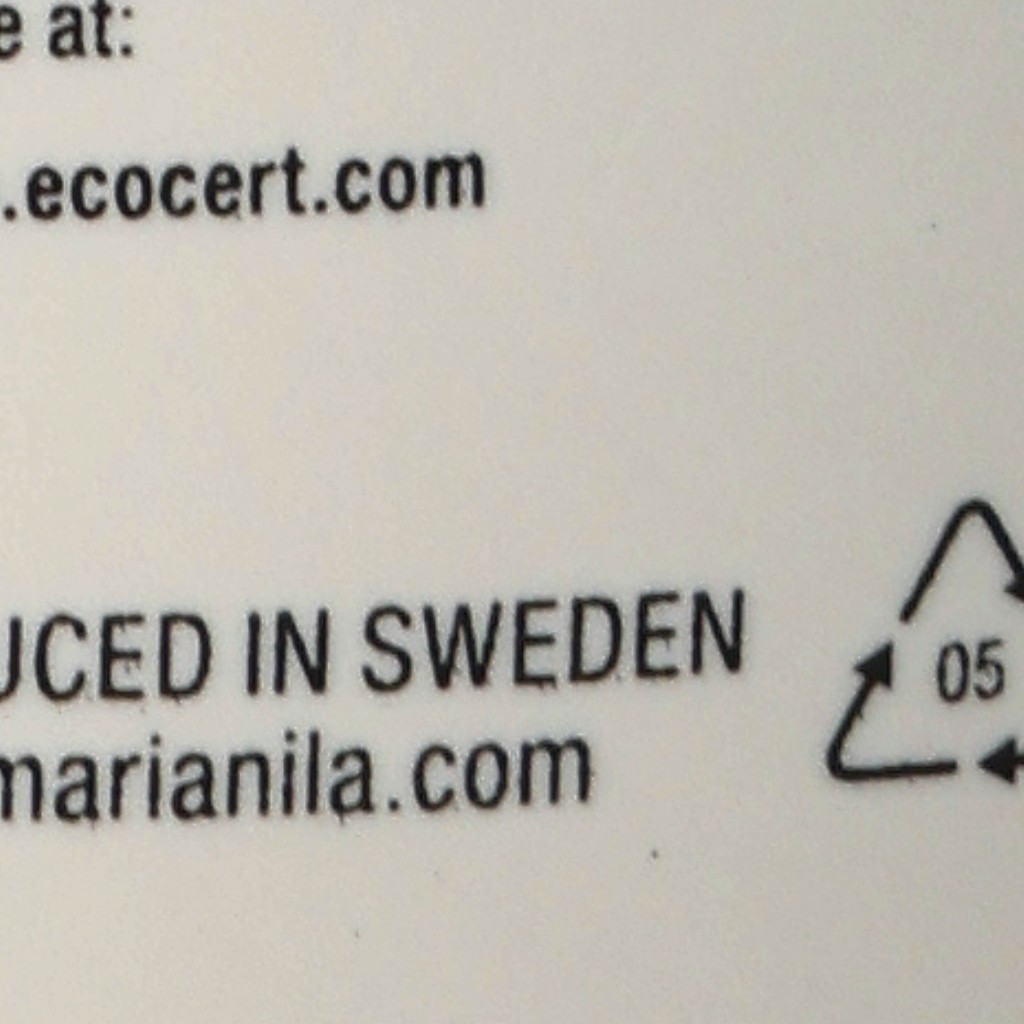 e at:
.ecocert.com
UCED IN SWEDEN
marianila.com
05